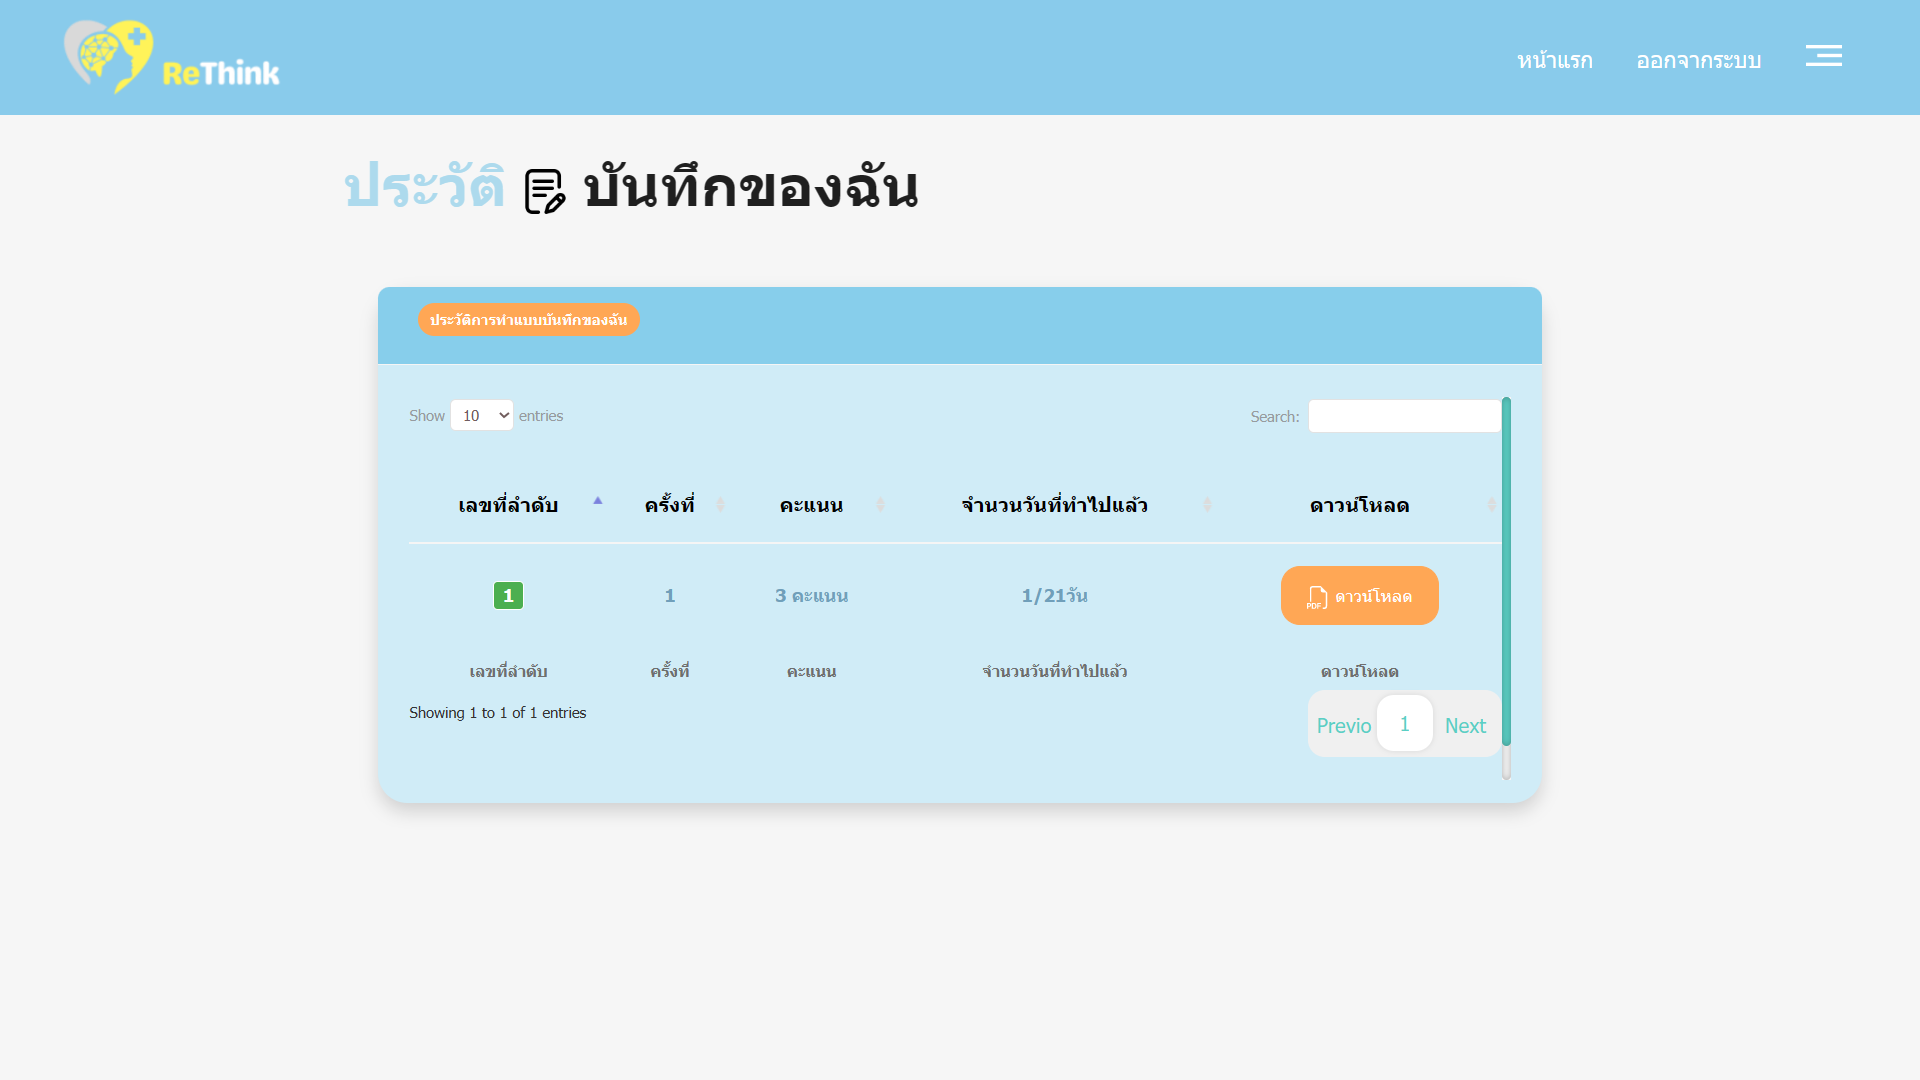 ReThink
หน้าแรก ออกจากระบบ
ประวัติ บันทึกของฉัน
ประวัติการทำแบบบันทึกของฉัน
Show 10 entries Search:
เลขที่ลำดับ ครั้งที่ คะแนน จำนวนวันที่ทำไปแล้ว ดาวน์โหลด
1 1 3 คะแนน 1/21วัน PDF ดาวน์โหลด
เลขที่ลำดับ ครั้งที่ คะแนน จำนวนวันที่ทำไปแล้ว ดาวน์โหลด
Showing 1 to 1 of 1 entries Previo 1 Next